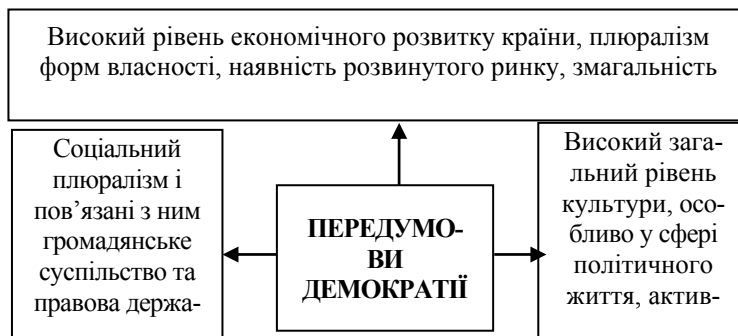 Високий рівень економічного розвитку країни, плюралізм
форм власності, наявність розвинутого ринку, змагальність
Соціальний
плюралізм і
пов’язані з ним
громадянське
суспільство та
правова держа-
ПЕРЕДУМО-
ВИ
ДЕМОКРАТІЇ
Високий зага-
льний рівень
культури, осо-
бливо у сфері
політичного
життя, актив-